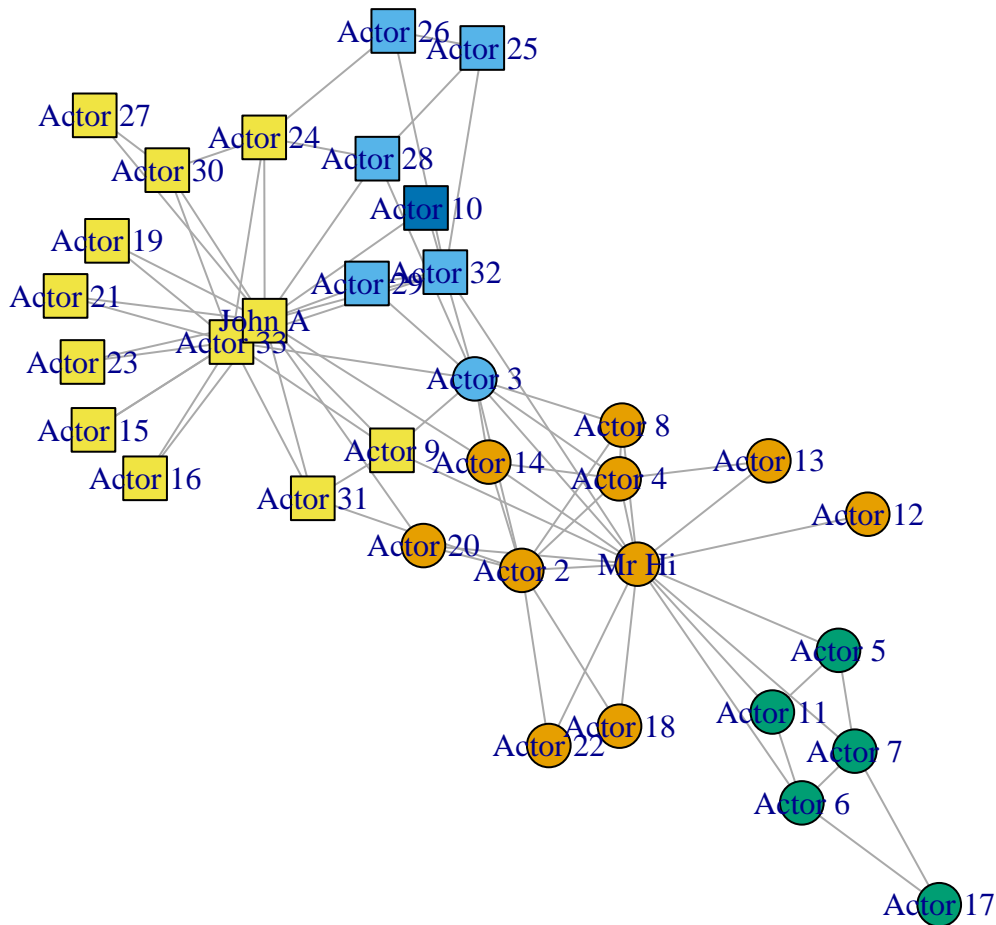 Actor 26
Actor 25
Actor 27
Actor 24
Actor 28
Actor 30
Actor 10
Actor 19
Actor 32
Actor 29
Actor 21
John A
Actor 33
Actor 23
Actor 3
Actor 8
Actor 15
Actor 9
Actor 14
Actor 13
Actor 16
Actor 4
Actor 31
Actor 12
Actor 20
Actor 2
Mr Hi
Actor 5
Actor 11
Actor 18
Actor 22
Actor 7
Actor 6
Actor 17